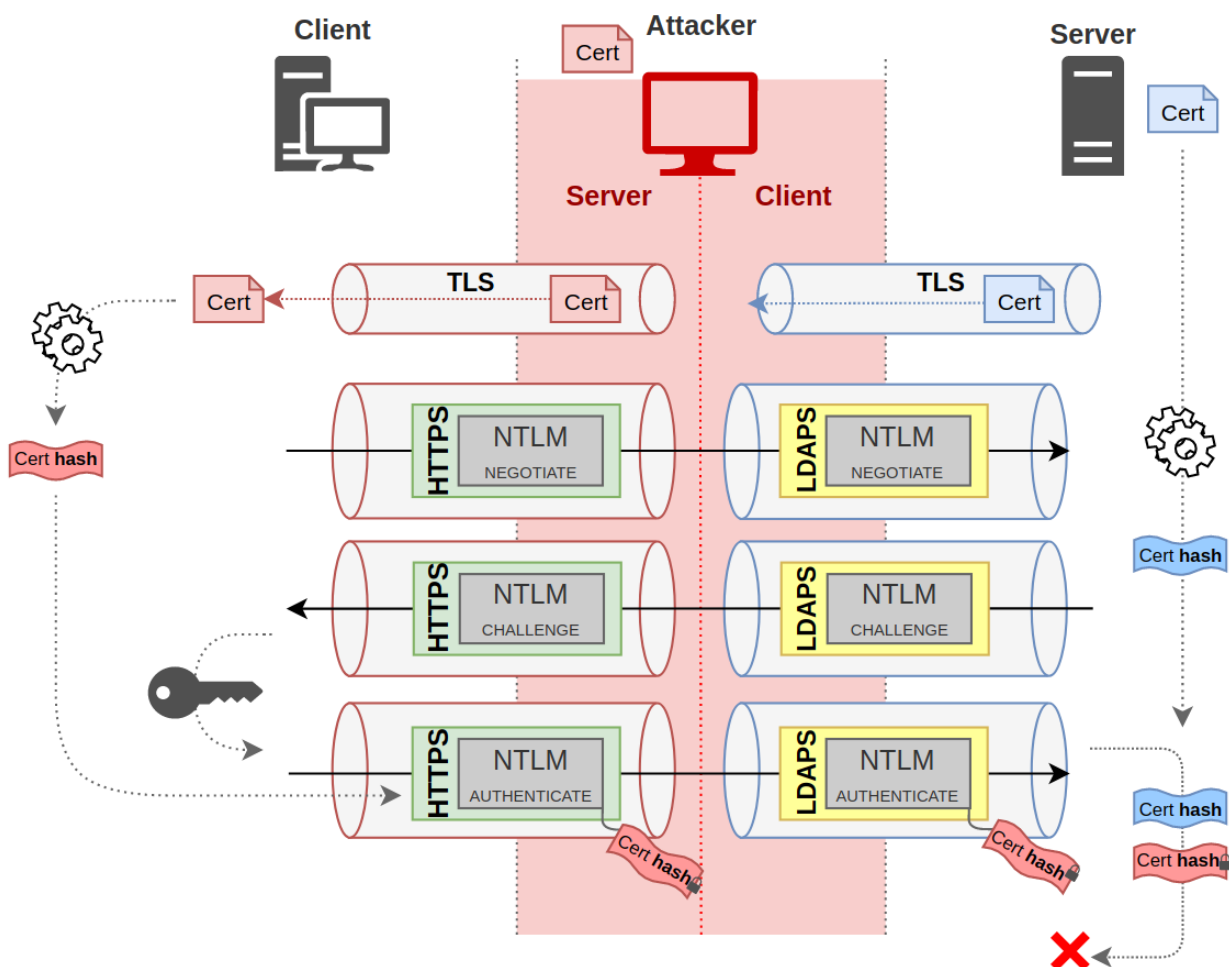 Client
Attacker
Server
Cert
Cert
Server
Client
TLS
TLS
Cert
Cert
Cert
HTTPS
NTLM
NEGOTIATE
LDAPS
NTLM
NEGOTIATE
Cert hash
Cert hash
HTTPS
NTLM
CHALLENGE
LDAPS
NTLM
CHALLENGE
HTTPS
NTLM
AUTHENTICATE
LDAPS
NTLM
AUTHENTICATE
Cert hash
Cert hash
Cert hash
Cert hash